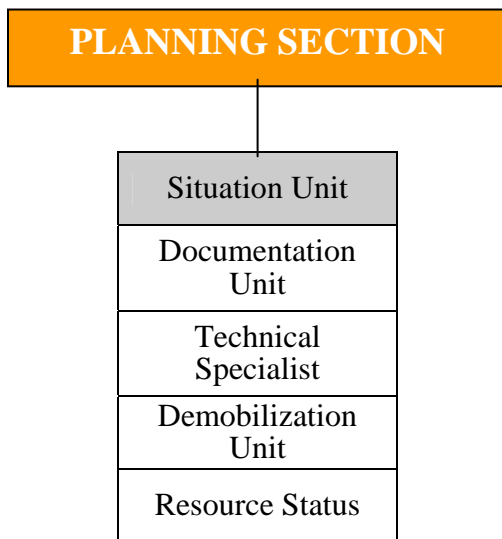 PLANNING SECTION
Situation Unit
Documentation
Unit
Technical
Specialist
Demobilization
Unit
Resource Status